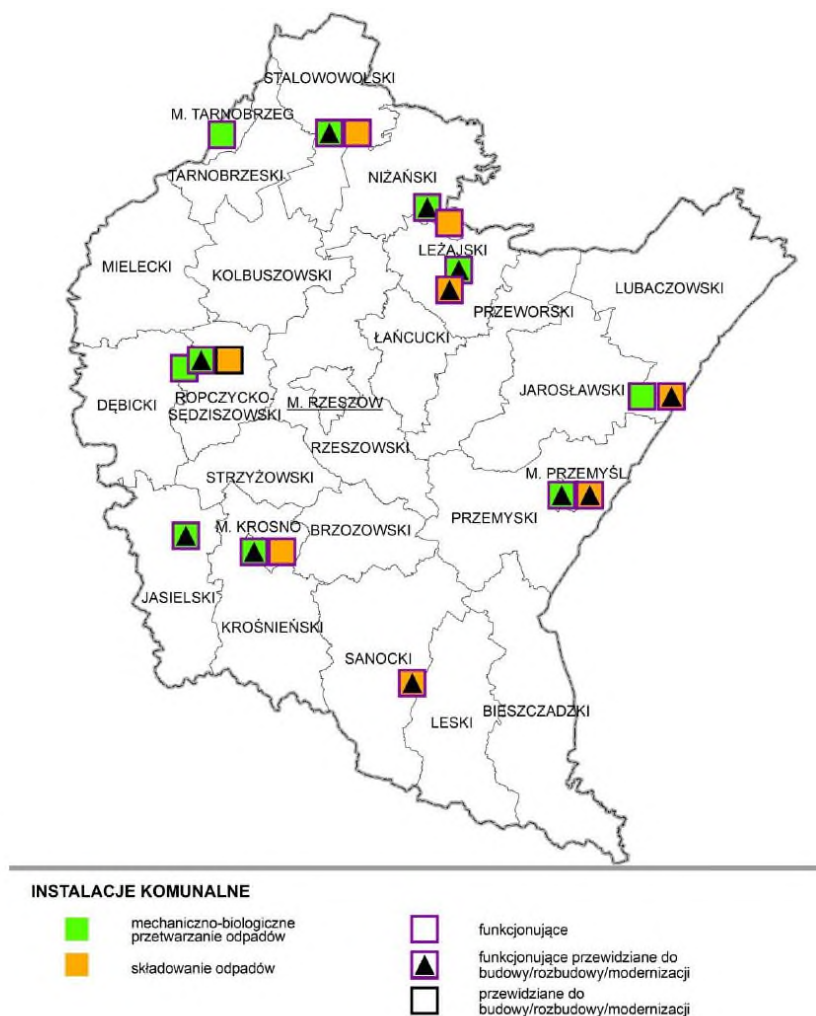 STALOWOWOLSKI
M. TARNOBRZEG
TARNOBRZESKI
NIŻAŃSKI
LEŻAJSKI
MIELECKI
KOLBUSZOWSKI
LUBACZOWSKI
PRZEWORSKI
ŁAŃCUCKI
JAROSŁAWSKI
DĘBICKI
ROPCZYCKO-
SĘDZISZOWSKI
M. RZESZÓW
RZESZOWSKI
STRZYŻOWSKI
M. PRZEMYŚL
PRZEMYSKI
M. KROSNO
BRZOZOWSKI
JASIELSKI
KROŚNIEŃSKI
SANOCKI
LESKI
BIESZCZADZKI
INSTALACJE KOMUNALNE
mechaniczno-biologiczne
przetwarzanie odpadów
składowanie odpadów
funkcjonujące
funkcjonujące przewidziane do
budowy/rozbudowy/modernizacji
przewidziane do
budowy/rozbudowy/modernizacji